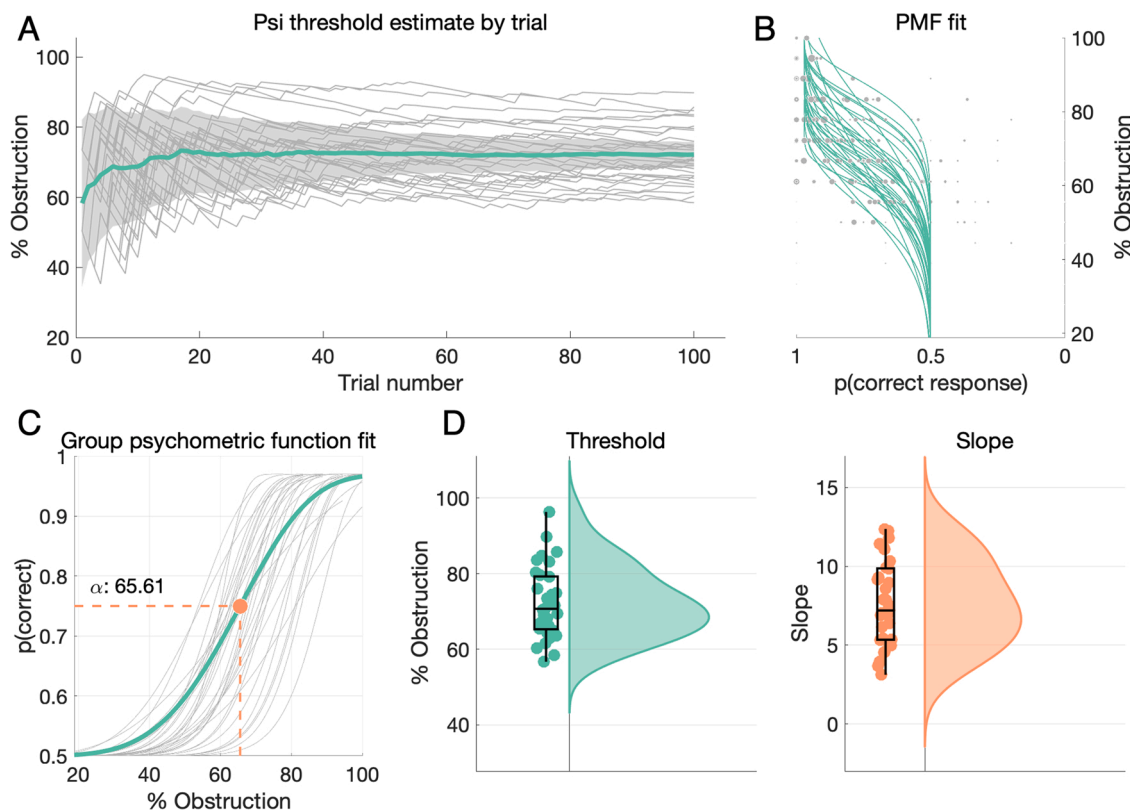 A
Psi threshold estimate by trial
100
80
60
40
20
% Obstruction
0
20
40
60
80
100
Trial number
B
PMF fit
100
80
60
40
20
% Obstruction
1
0.5
0
p(correct response)
C
Group psychometric function fit
1
0.9
0.8
0.7
0.6
0.5
p(correct)
α: 65.61
20
40
60
80
100
% Obstruction
D
Threshold
100
80
60
40
% Obstruction
Slope
15
10
5
0
Slope